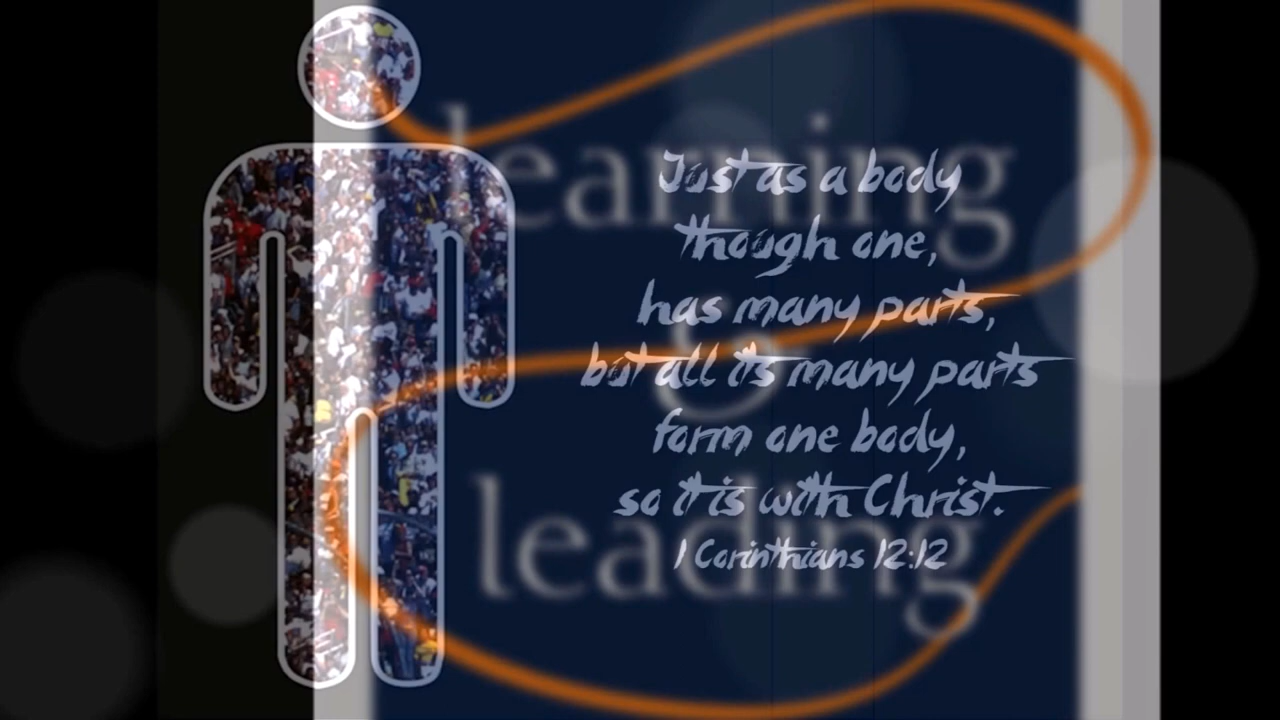 learning
&
leading
Just as a body
though one,
has many parts,
but all its many parts
form one body,
so it is with Christ.
1 Corinthians 12:12